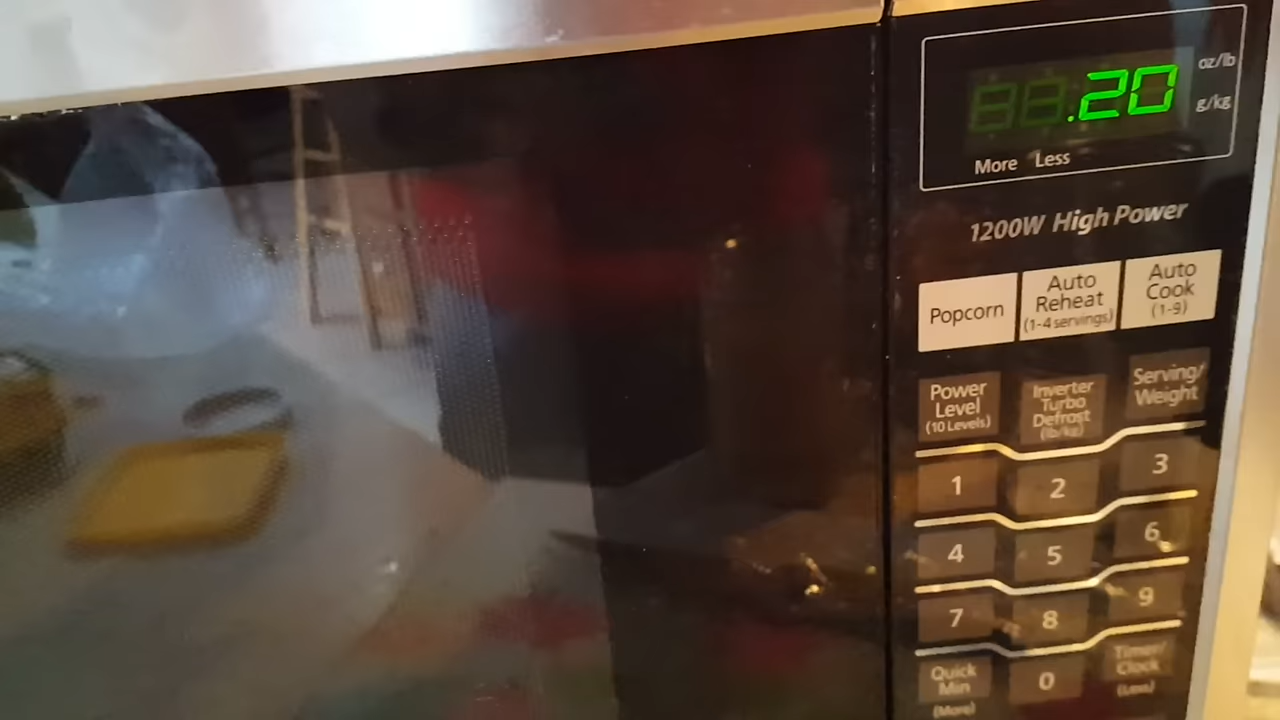 .20
oz/lb
g/kg
More Less
1200W High Power
Popcorn
Auto
Reheat
(1-4 servings)
Auto
Cook
(1-9)
Power
Level
(10 Levels)
Inverter
Turbo
Defrost
(lb/kg)
Serving/
Weight
1
2
3
4
5
6
7
8
9
Quick
Min
(More)
0
Timer/
Clock
(Less)